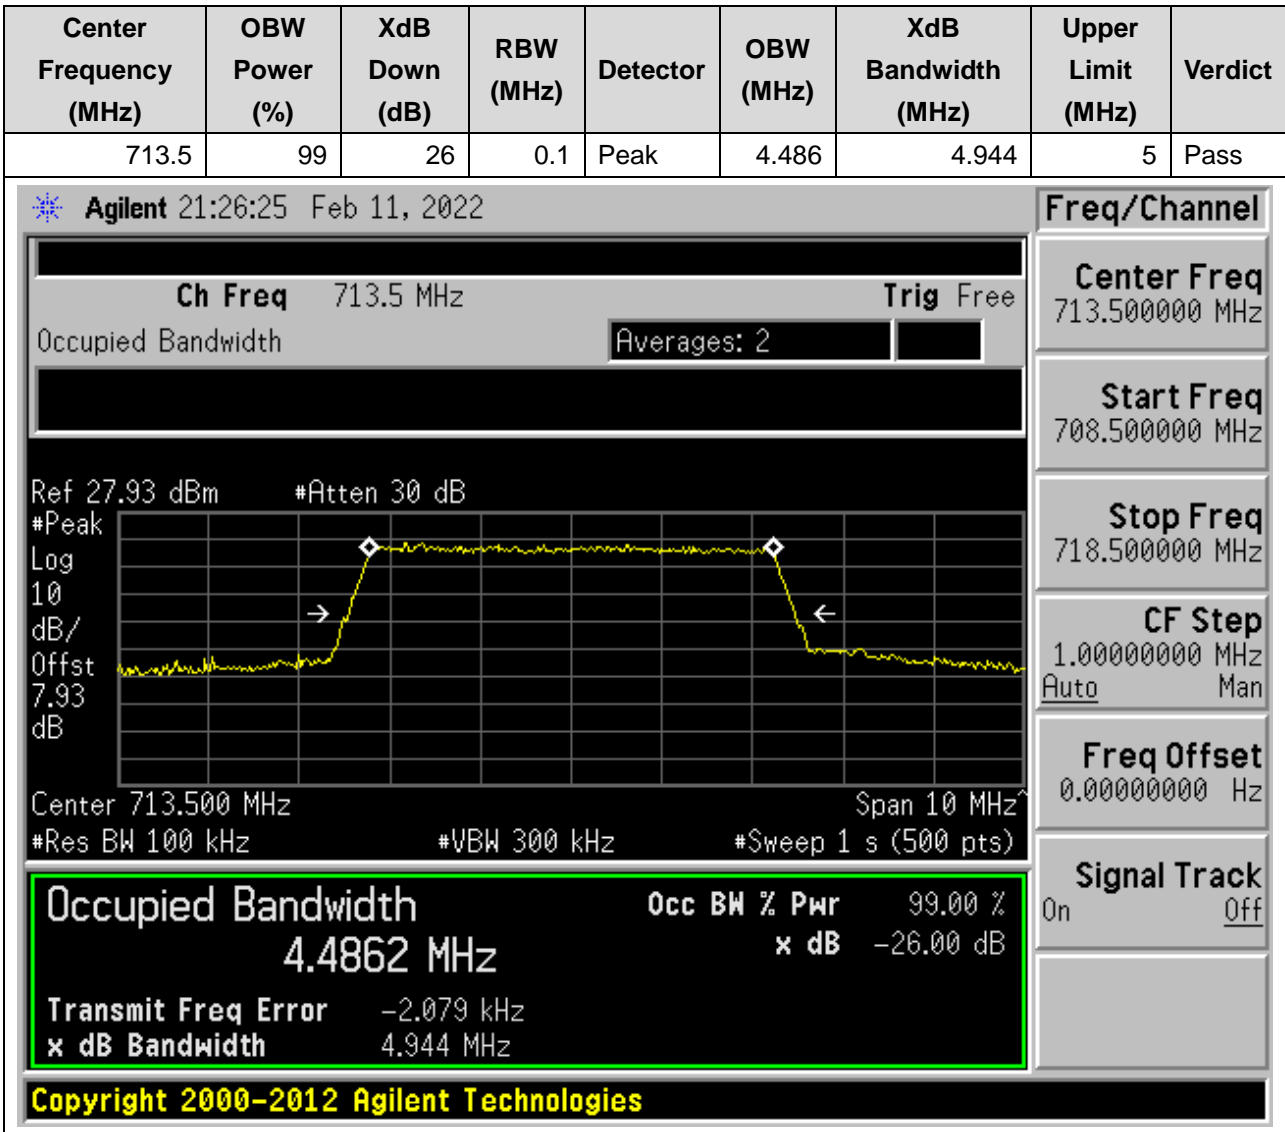 Center Frequency (MHz) OBW Power (%) XdB Down (dB) RBW (MHz) Detector OBW (MHz) XdB Bandwidth (MHz) Upper Limit (MHz) Verdict
713.5 99 26 0.1 Peak 4.486 4.944 5 Pass
Agilent 21:26:25 Feb 11, 2022
Freq/Channel
Ch Freq 713.5 MHz Trig Free
Occupied Bandwidth Averages: 2
Ref 27.93 dBm #Atten 30 dB
#Peak
Log
10
dB/
Offst
7.93
dB
Center 713.500 MHz Span 10 MHz^
#Res BW 100 kHz #VBW 300 kHz #Sweep 1 s (500 pts)
Occupied Bandwidth Occ BW % Pwr 99.00 %
4.4862 MHz x dB -26.00 dB
Transmit Freq Error -2.079 kHz
x dB Bandwidth 4.944 MHz
Center Freq
713.500000 MHz
Start Freq
708.500000 MHz
Stop Freq
718.500000 MHz
CF Step
1.00000000 MHz
Auto Man
Freq Offset
0.00000000 Hz
Signal Track
On Off
Copyright 2000-2012 Agilent Technologies